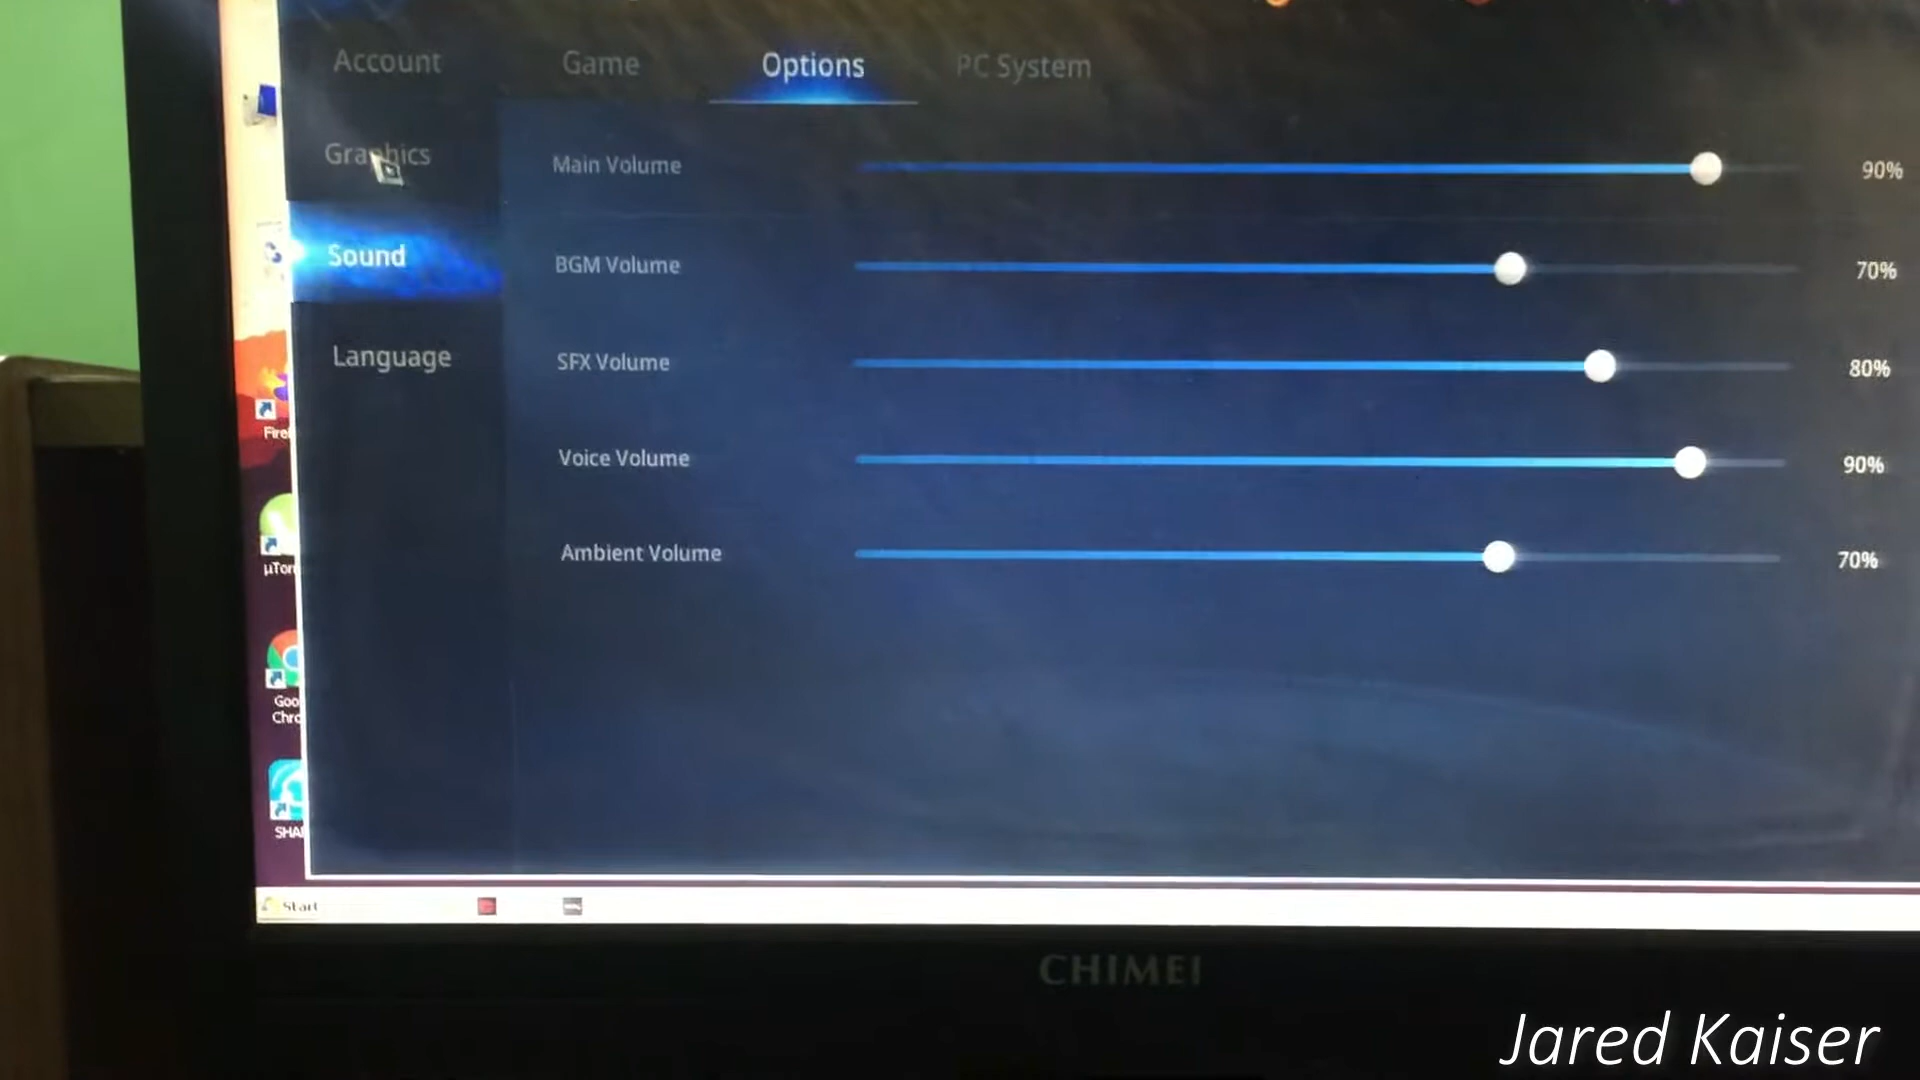 Account Game Options PC System
Graphics
Sound
Language
Main Volume 90%
BGM Volume 70%
SFX Volume 80%
Voice Volume 90%
Ambient Volume 70%
Start
CHIMEI
Jared Kaiser